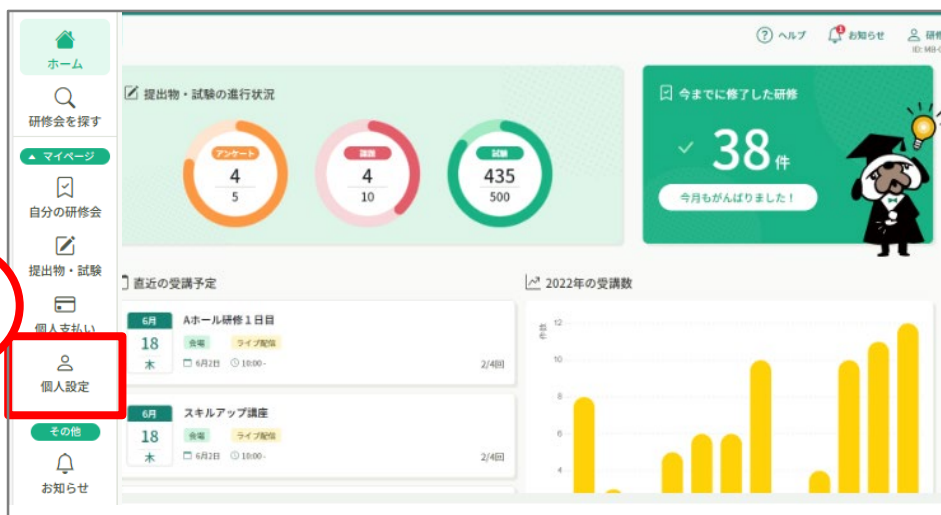 ホーム
研修会を探す
マイページ
自分の研修会
提出物・試験
個人支払い
個人設定
その他
お知らせ
ヘルプ
1
お知らせ
研修
提出物・試験の進行状況
アンケート
4
5
課題
4
10
試験
435
500
今までに修了した研修
38件
今月もがんばりました！
直近の受講予定
6月
18
木
Aホール研修１日目
会場 ライブ配信
6月2日 10:00-
2/4回
6月
18
木
スキルアップ講座
会場 ライブ配信
6月2日 10:00-
2/4回
2022年の受講数
件数
12
10
8
6
4